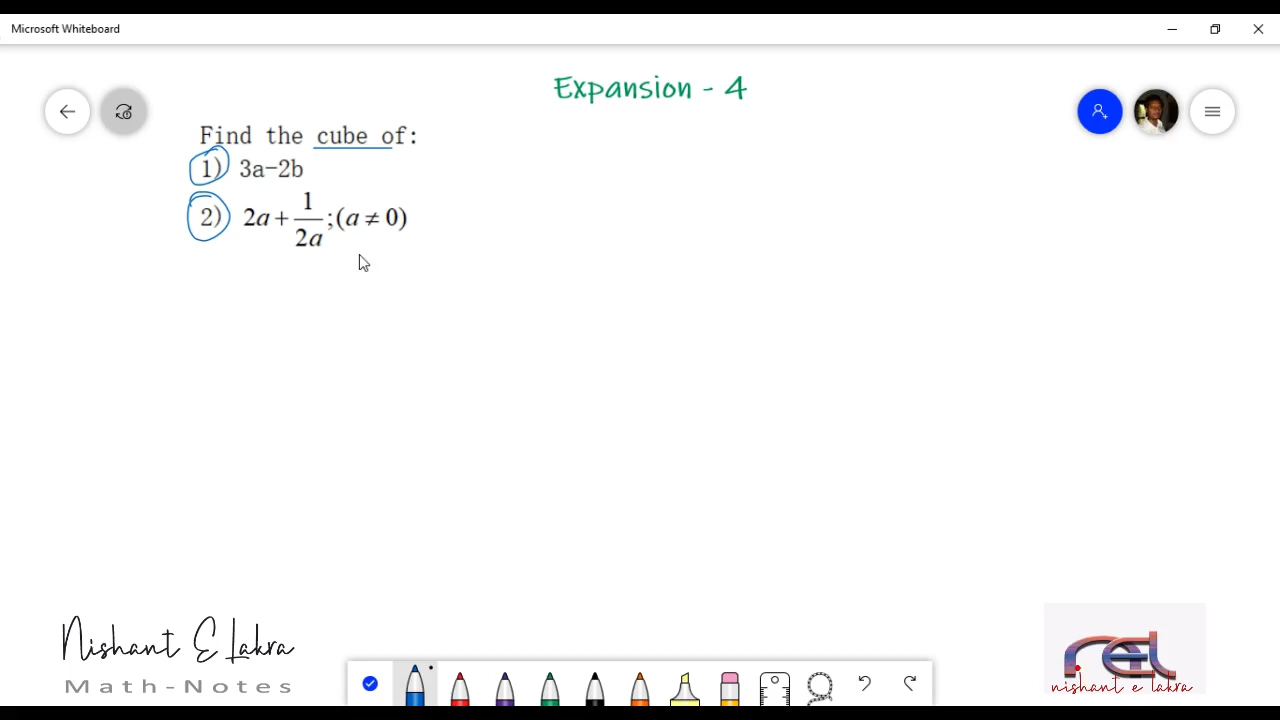 Microsoft Whiteboard
Expansion - 4
Find the cube of:
1) 3a-2b
2) 2a + 1/2a ; (a ≠ 0)
Nishant E Lakra
Math-Notes
nel
nishant e lakra